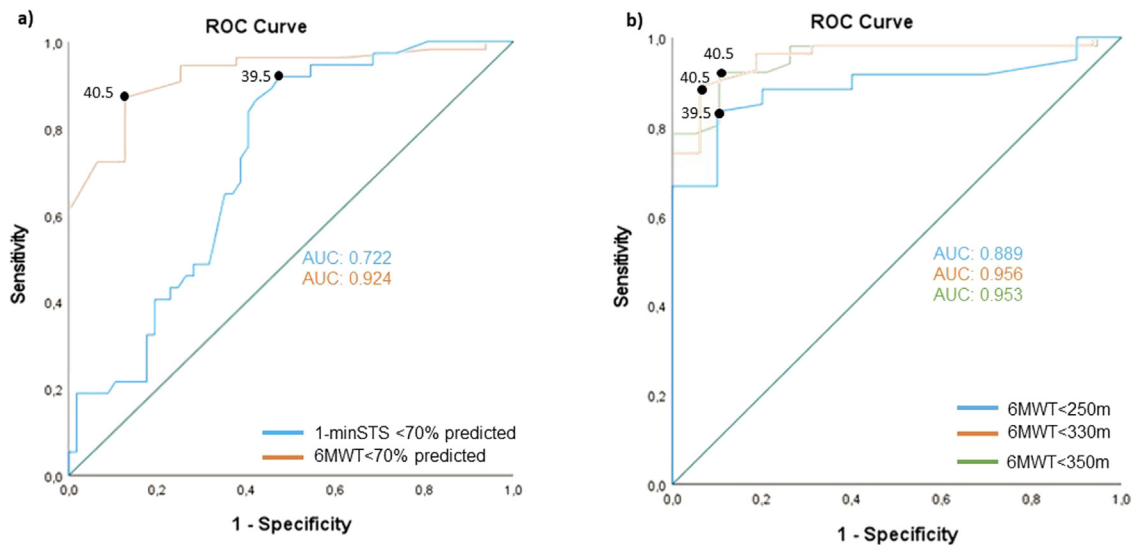 a)
ROC Curve
1,0
0,8
0,6
0,4
0,2
0,0
Sensitivity
40.5
39.5
AUC: 0.722
AUC: 0.924
1-minSTS <70% predicted
6MWT<70% predicted
0,0 0,2 0,4 0,6 0,8 1,0
1 - Specificity
b)
ROC Curve
1,0
0,8
0,6
0,4
0,2
0,0
Sensitivity
40.5
40.5
39.5
AUC: 0.889
AUC: 0.956
AUC: 0.953
6MWT<250m
6MWT<330m
6MWT<350m
0,0 0,2 0,4 0,6 0,8 1,0
1 - Specificity